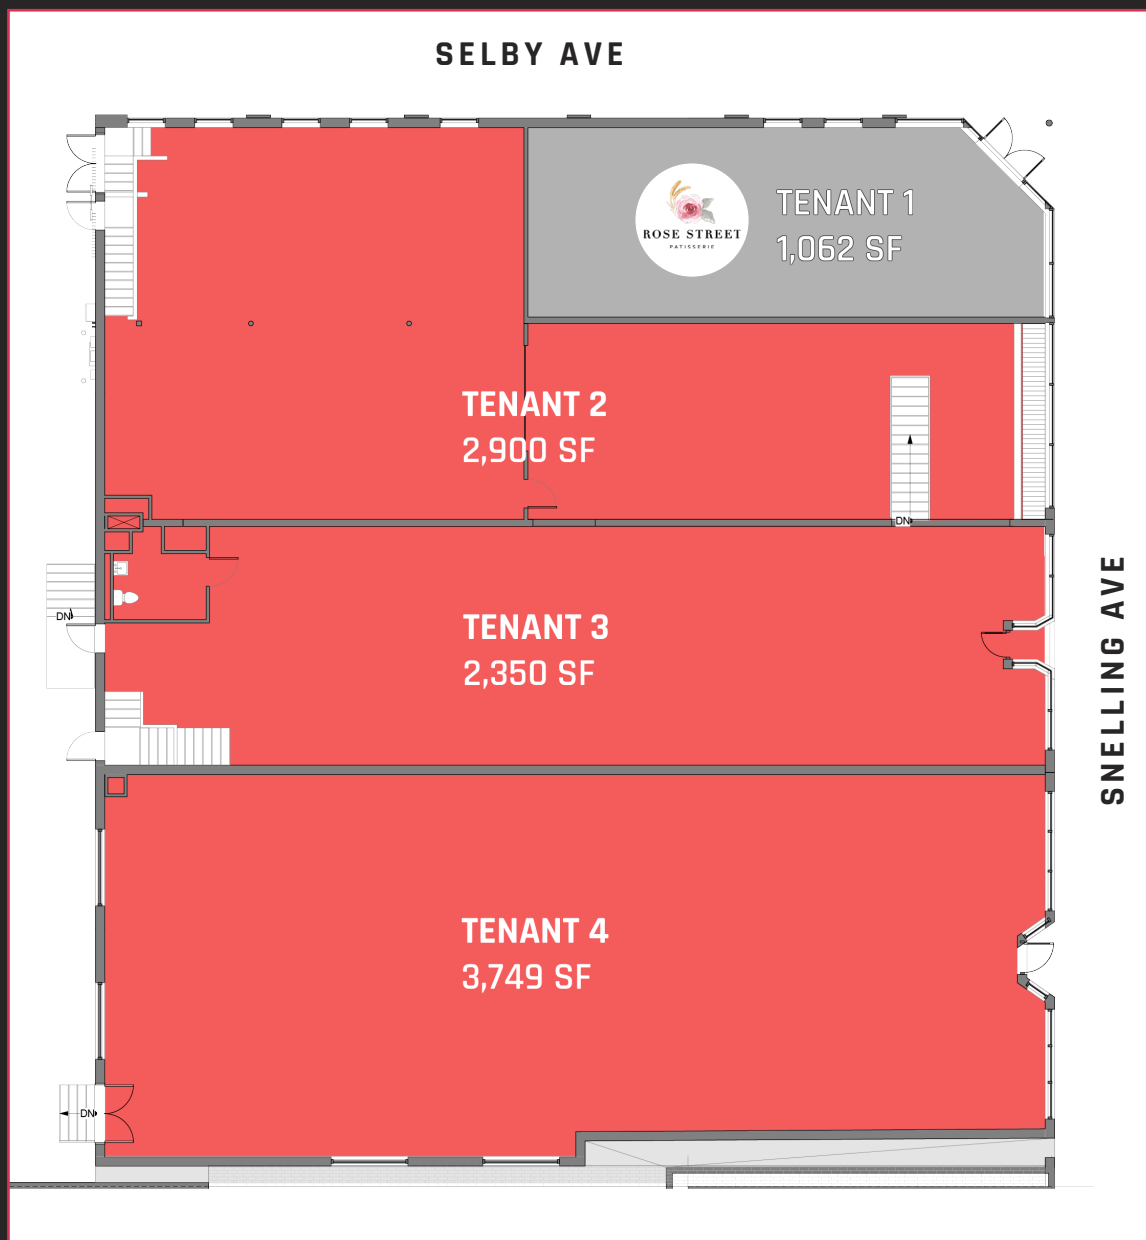 SELBY AVE
TENANT 1
1,062 SF
ROSE STREET
PATISSERIE
TENANT 2
2,900 SF
DN
TENANT 3
2,350 SF
DN
SNELLING AVE
TENANT 4
3,749 SF
DN